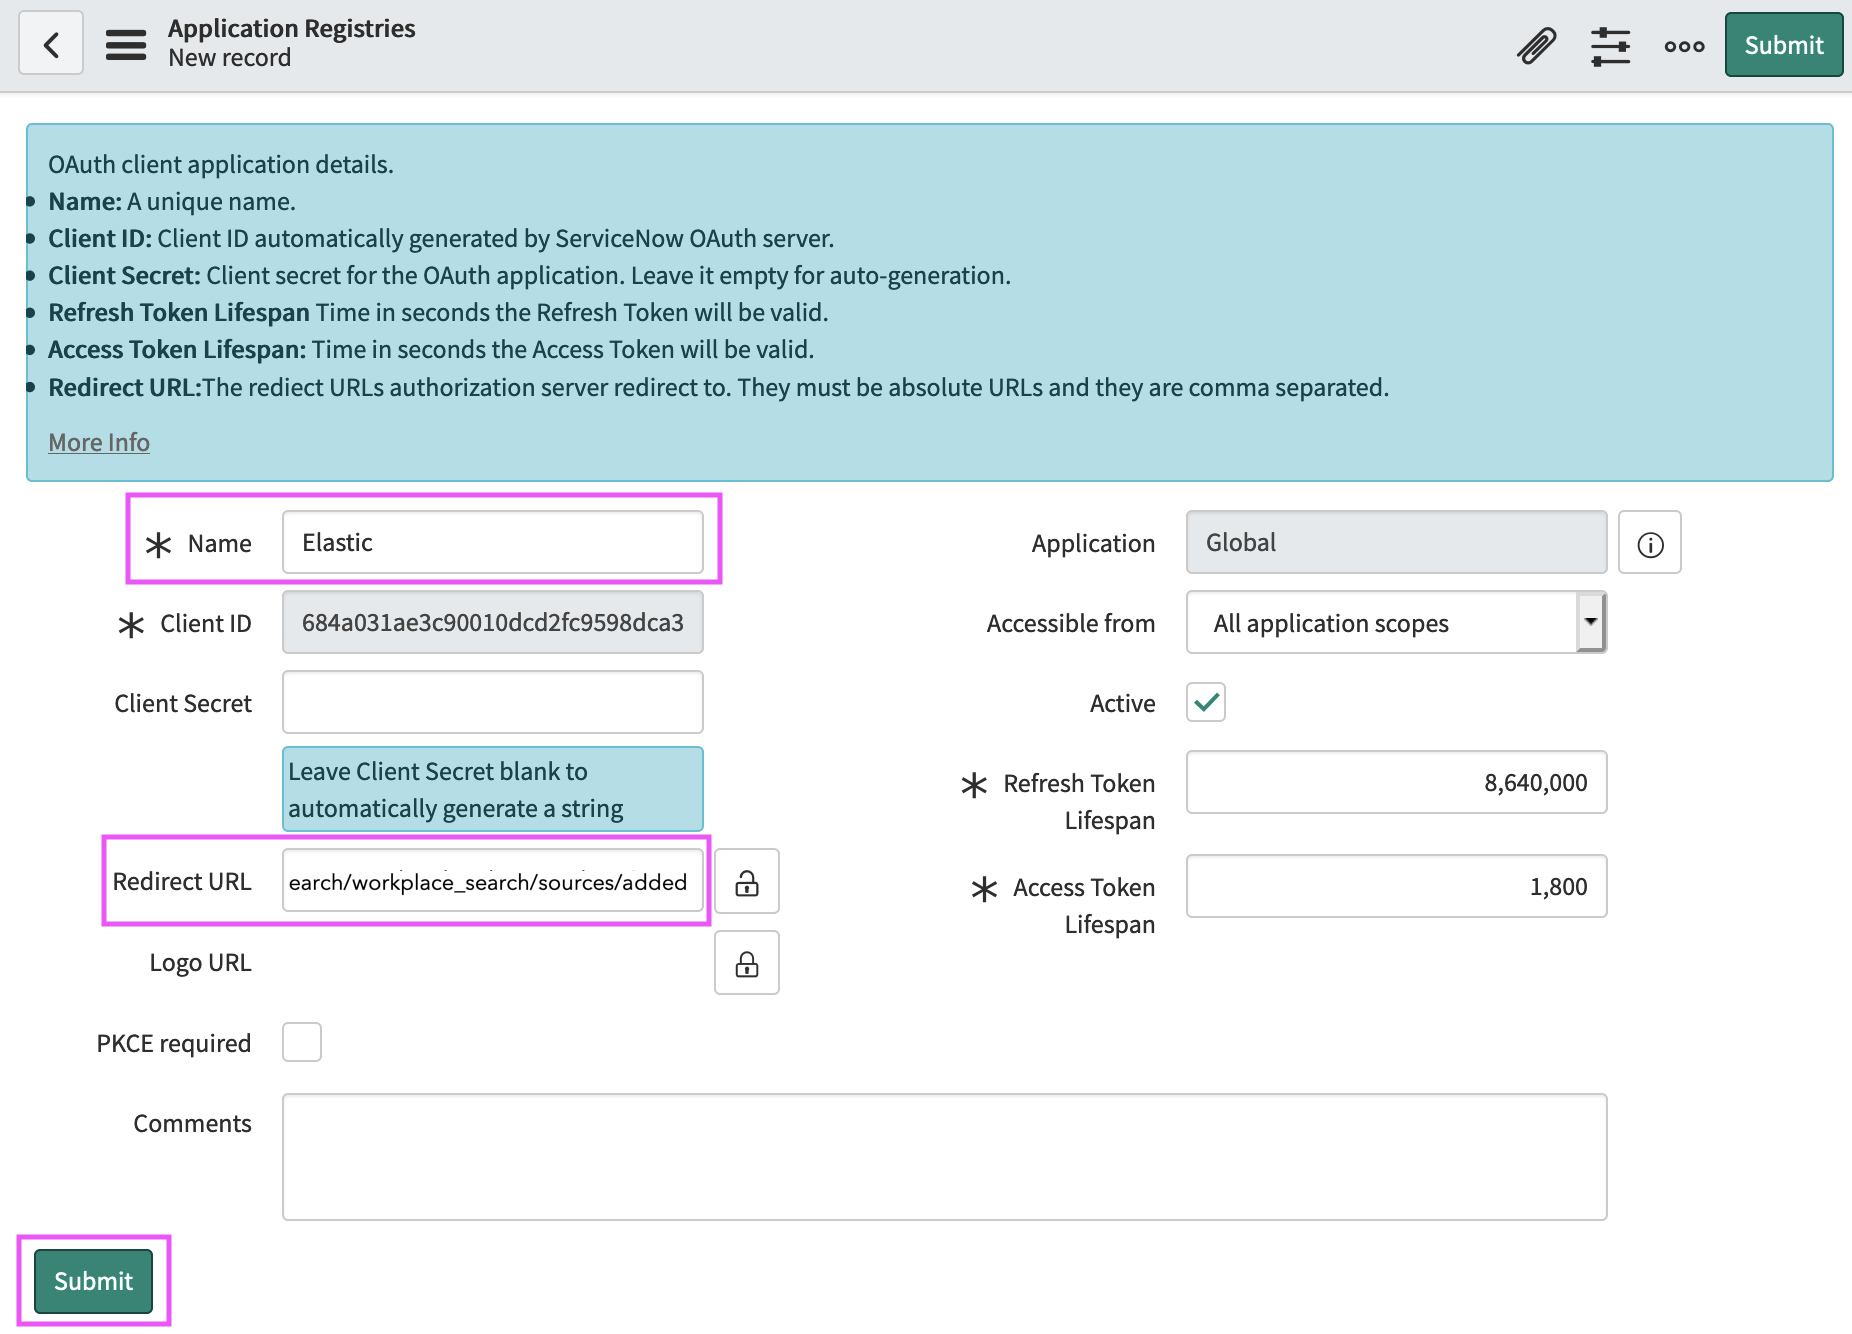 Application Registries
New record
Submit
OAuth client application details.
Name: A unique name.
Client ID: Client ID automatically generated by ServiceNow OAuth server.
Client Secret: Client secret for the OAuth application. Leave it empty for auto-generation.
Refresh Token Lifespan Time in seconds the Refresh Token will be valid.
Access Token Lifespan: Time in seconds the Access Token will be valid.
Redirect URL:The rediect URLs authorization server redirect to. They must be absolute URLs and they are comma separated.
More Info
Name
Elastic
Client ID
684a031ae3c90010dcd2fc9598dca3
Client Secret
Leave Client Secret blank to
automatically generate a string
Redirect URL
earch/workplace_search/sources/added
Logo URL
PKCE required
Application
Global
Accessible from
All application scopes
Active
Refresh Token
Lifespan
8,640,000
Access Token
Lifespan
1,800
Comments
Submit